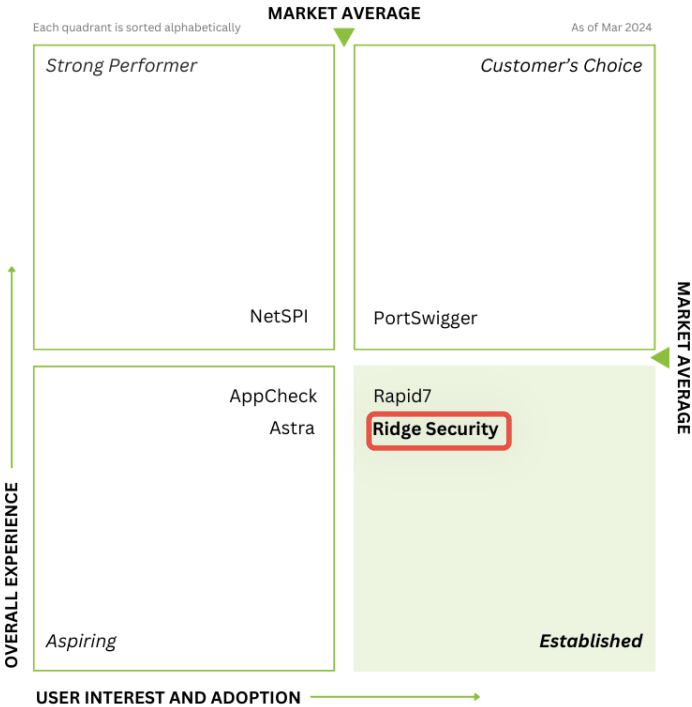 MARKET AVERAGE
Each quadrant is sorted alphabetically
As of Mar 2024
Strong Performer
Customer’s Choice
NetSPI
PortSwigger
MARKET AVERAGE
AppCheck
Astra
Rapid7
Ridge Security
Aspiring
Established
OVERALL EXPERIENCE
USER INTEREST AND ADOPTION